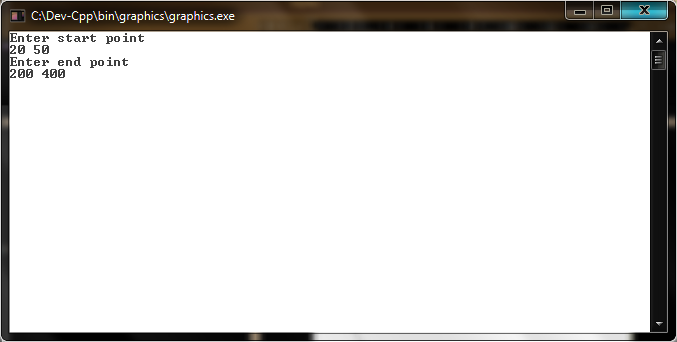 C:\Dev-Cpp\bin\graphics\graphics.exe
Enter start point
20 50
Enter end point
200 400